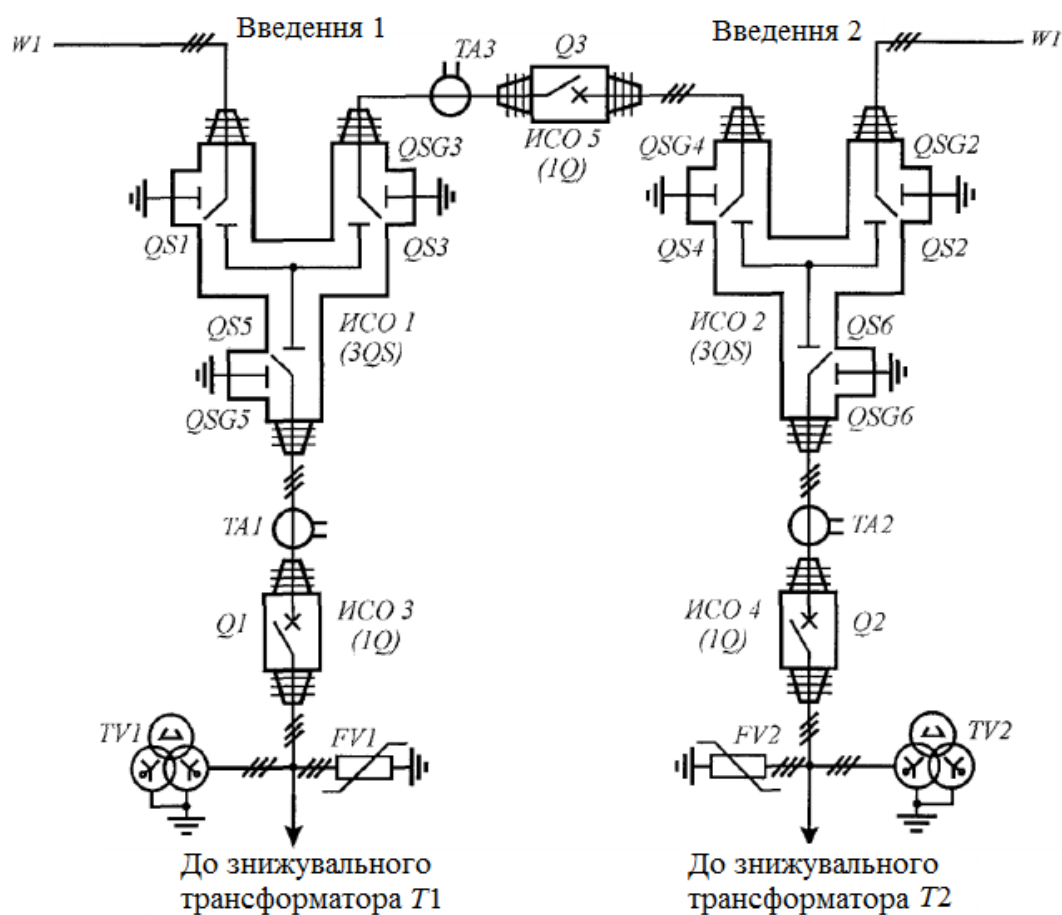 Введення 1
Введення 2
W1
W1
TA3
Q3
ИСО 5
(1Q)
QSG3
QSG4
QSG2
QS1
QS3
QS4
QS2
QS5
ИСО 1
(3QS)
ИСО 2
(3QS)
QS6
QSG5
QSG6
TA1
TA2
Q1
ИСО 3
(1Q)
ИСО 4
(1Q)
Q2
TV1
FV1
FV2
TV2
До знижувального
трансформатора T1
До знижувального
трансформатора T2